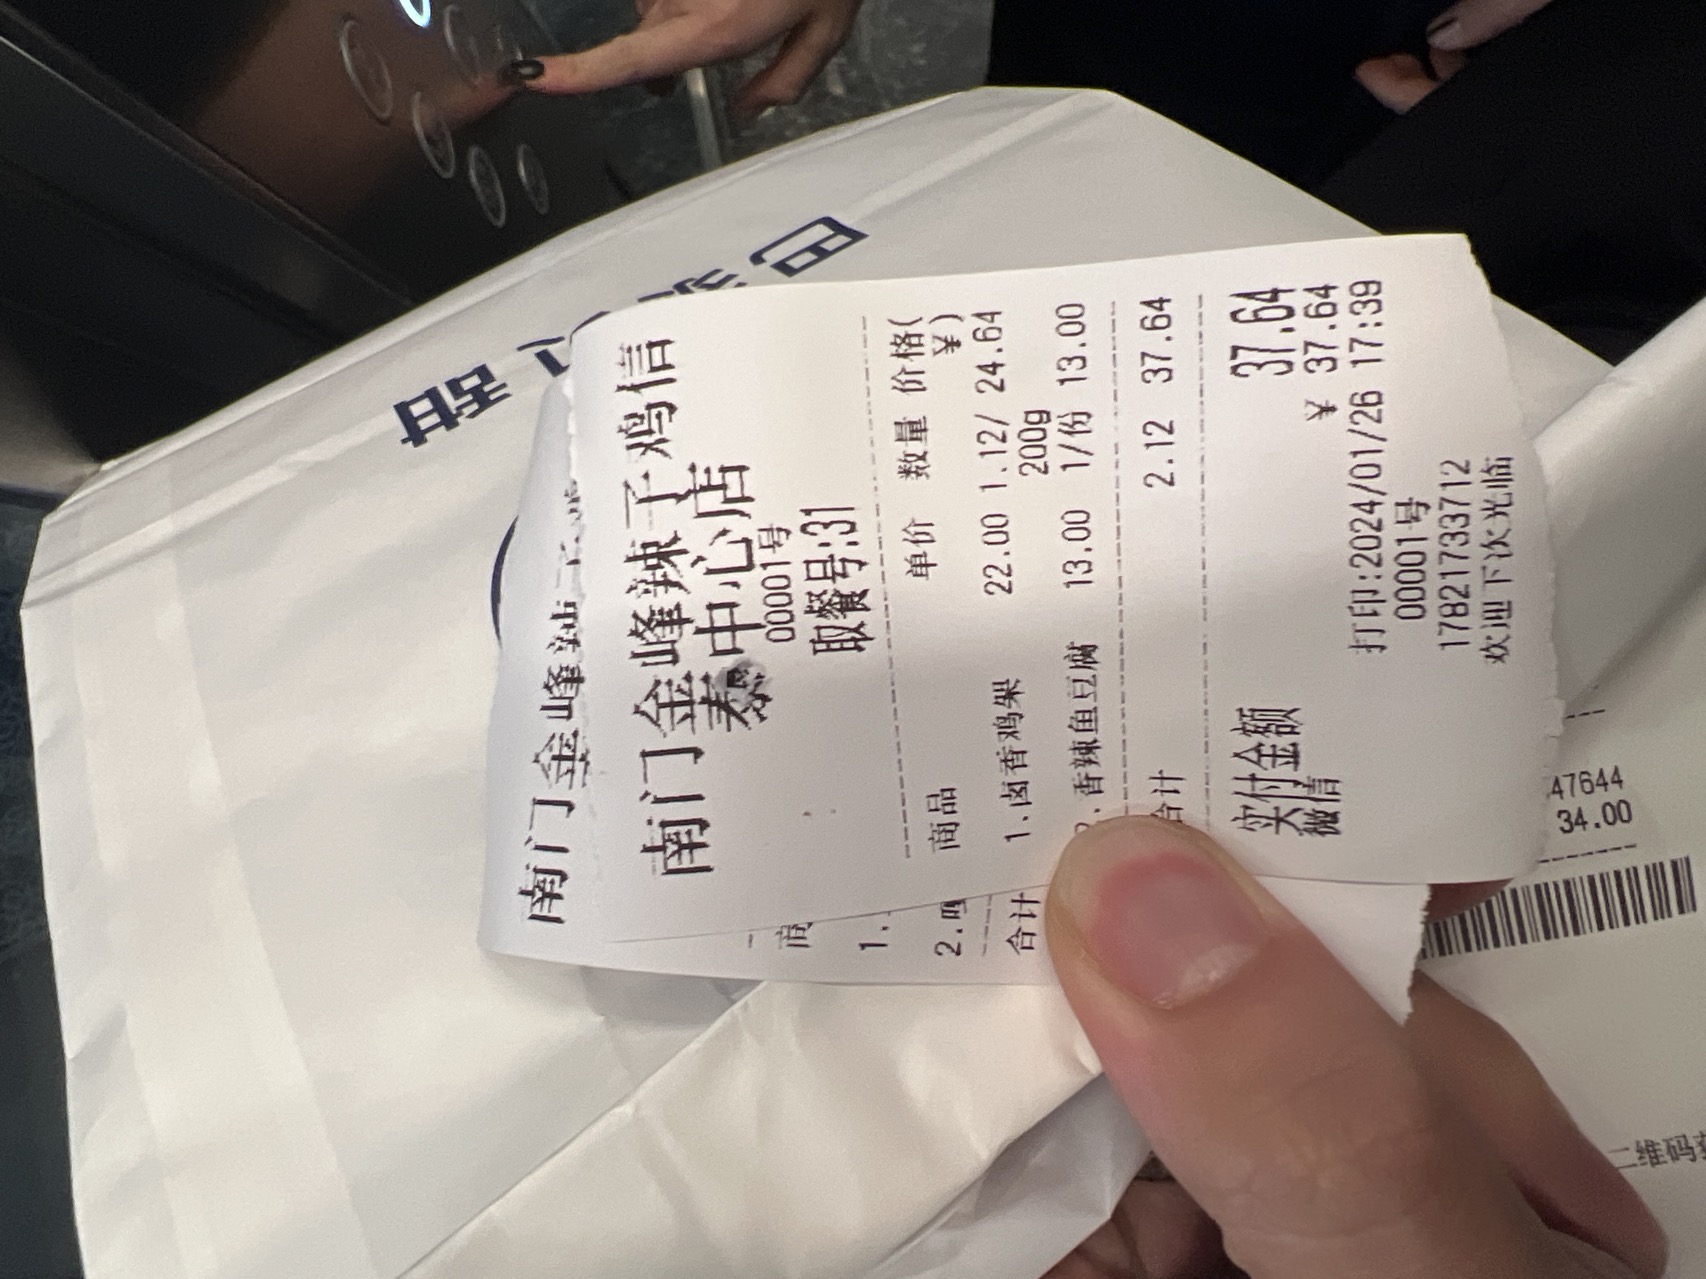 南门金峰辣子鸡信
泰中心店
00001号
取餐号:31
商品 单价 数量 价格(¥)
1.卤香鸡架 22.00 1.12/200g 24.64
2.香辣鱼豆腐 13.00 1/份 13.00
合计 2.12 37.64
实付金额 37.64
微信 ¥ 37.64
打印:2024/01/26 17:39
00001号
17821733712
欢迎下次光临
南门金峰辣子
1.
2.
合计
47644
34.00
二维码